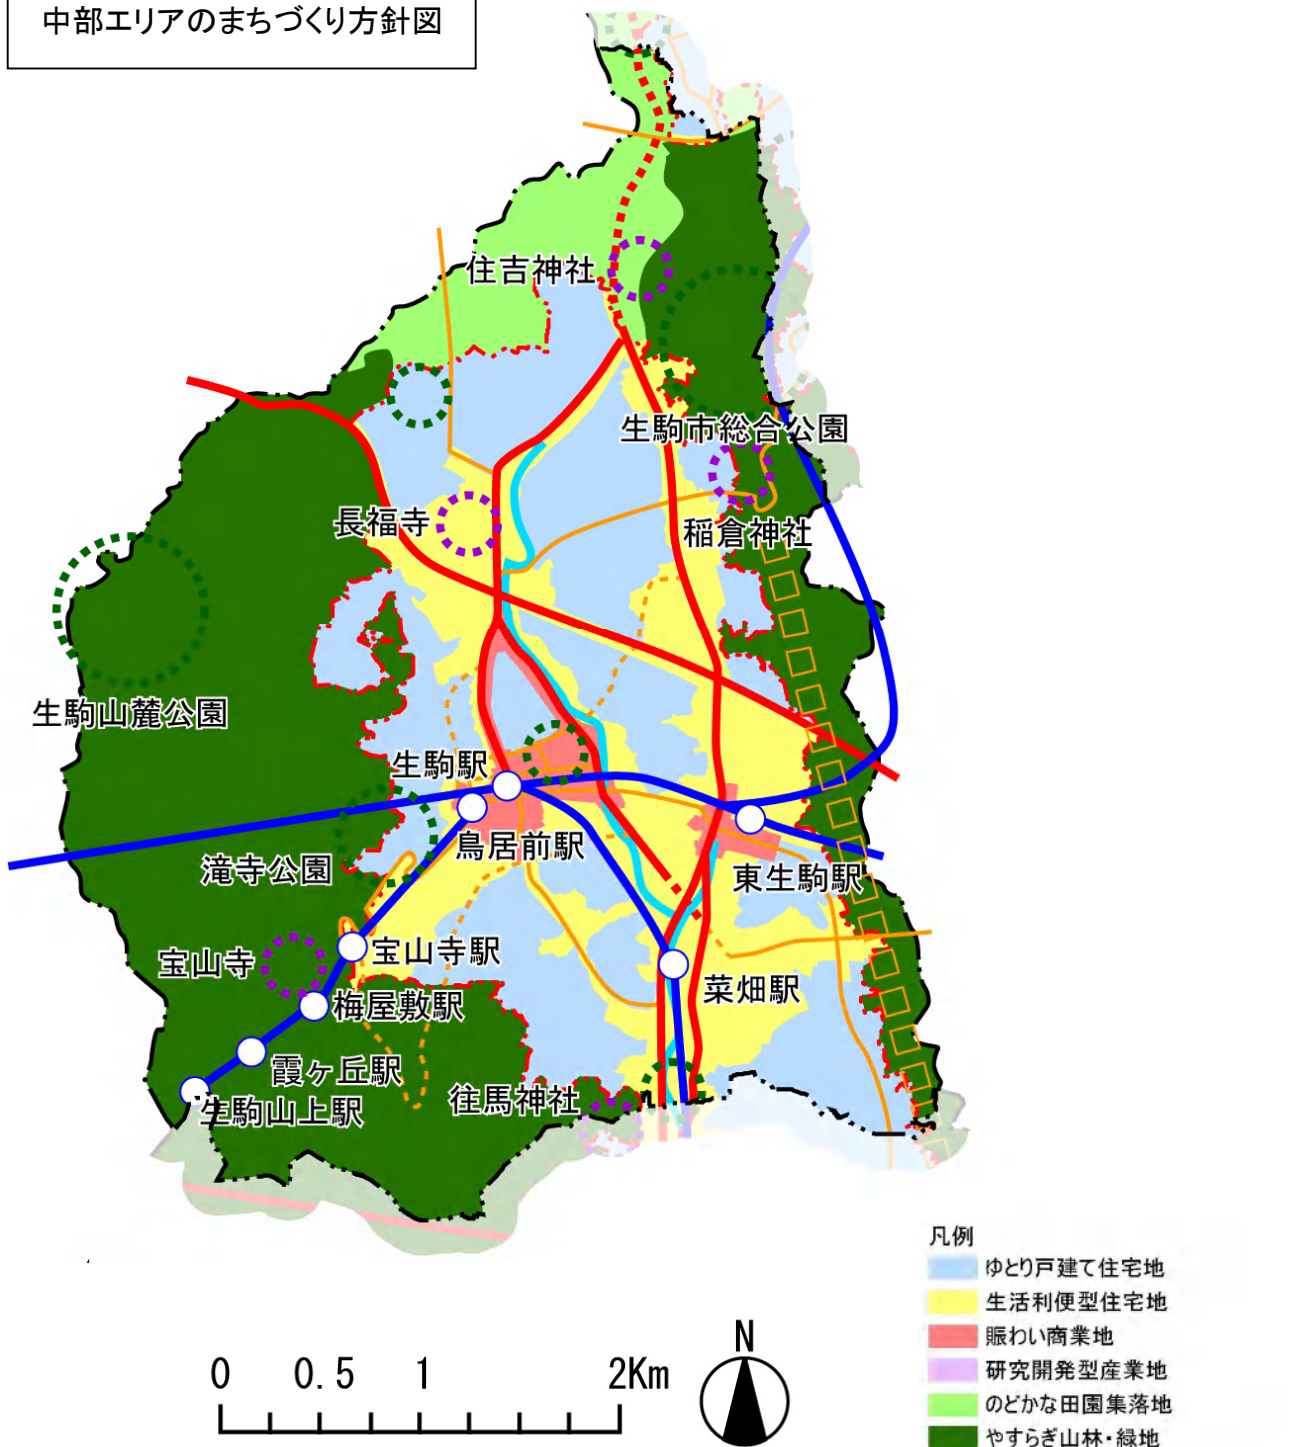 中部エリアのまちづくり方針図
住吉神社
生駒市総合公園
長福寺
稲倉神社
生駒山麓公園
生駒駅
鳥居前駅
滝寺公園
東生駒駅
宝山寺駅
宝山寺
菜畑駅
梅屋敷駅
霞ヶ丘駅
往馬神社
生駒山上駅
凡例
ゆとり戸建て住宅地
生活利便型住宅地
賑わい商業地
研究開発型産業地
のどかな田園集落地
やすらぎ山林・緑地
N
0 0.5 1 2Km